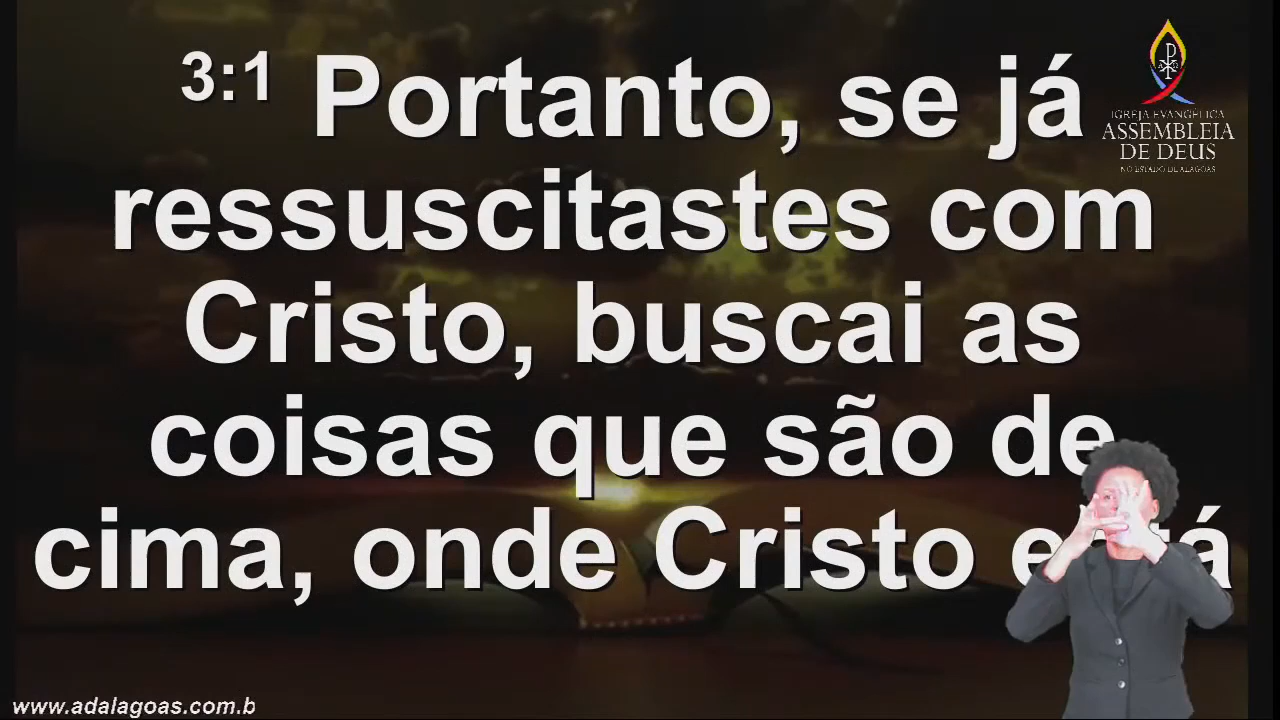 3:1 Portanto, se já
ressuscitastes com
Cristo, buscai as
coisas que são de
cima, onde Cristo está
IGREJA EVANGÉLICA
ASSEMBLEIA
DE DEUS
NO ESTADO DE ALAGOAS
www.adalagoas.com.b